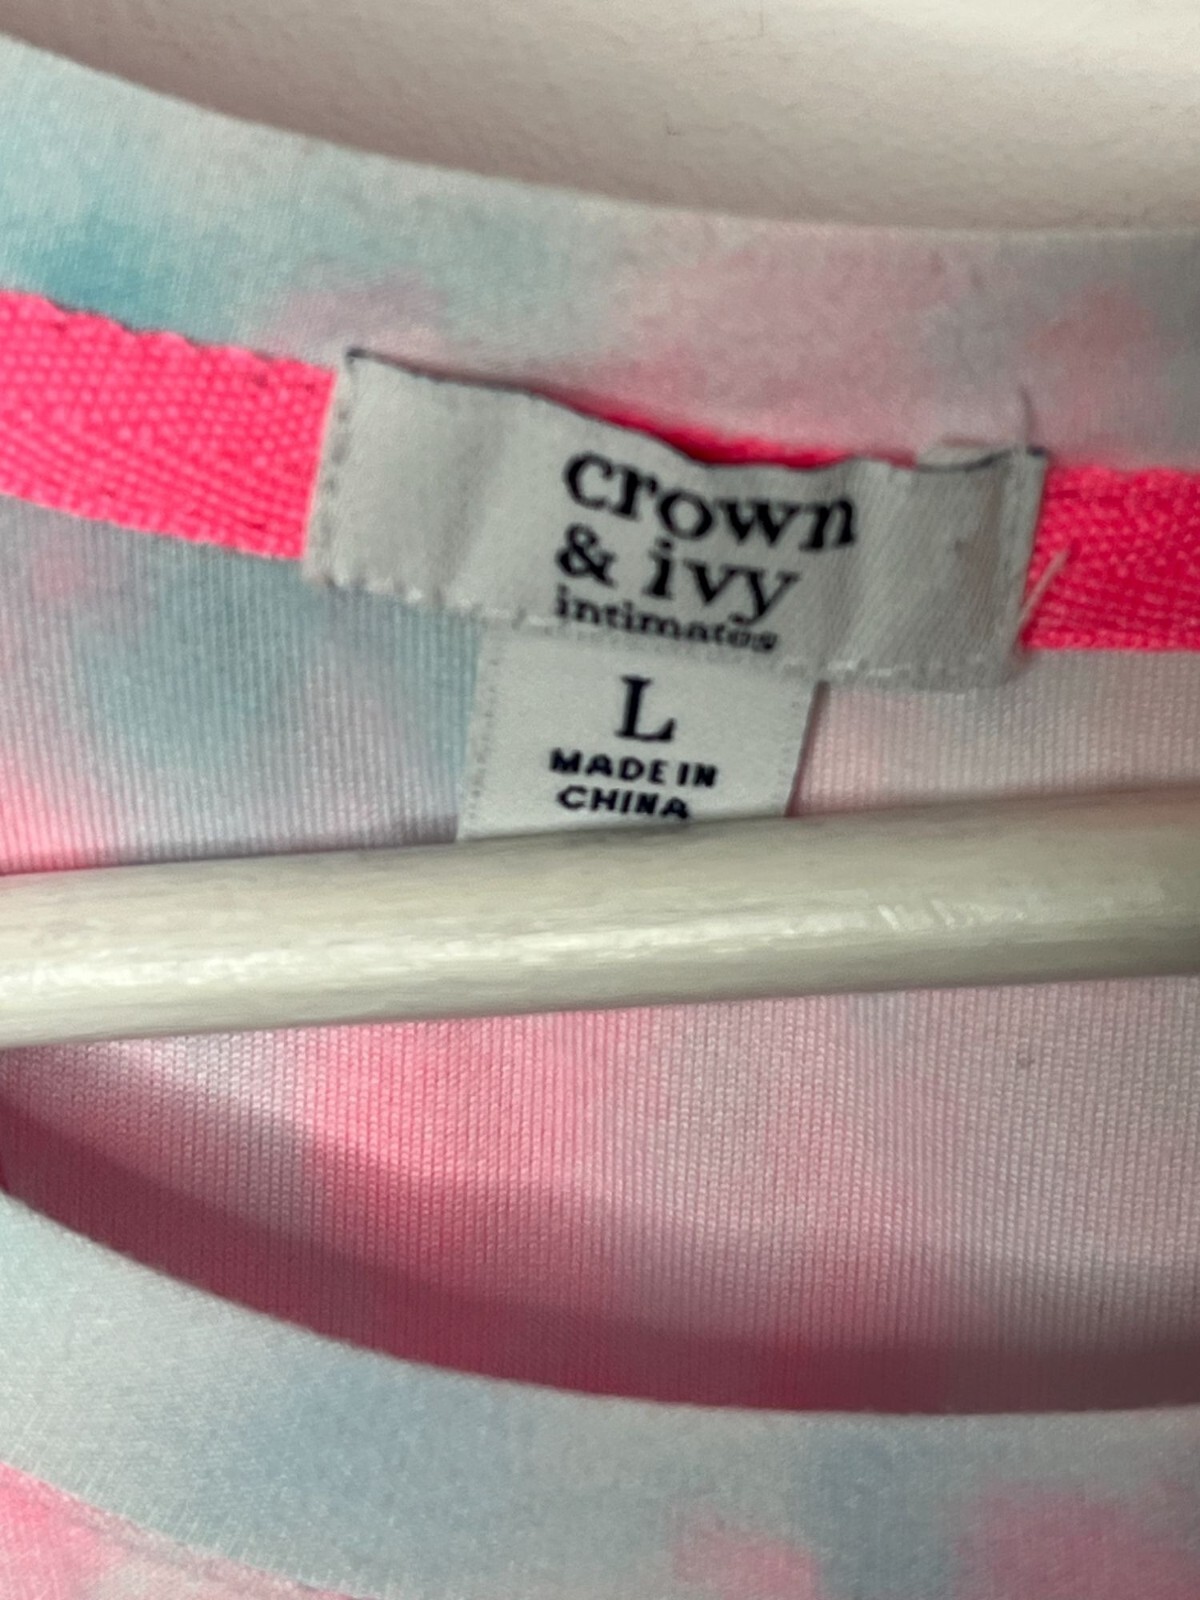 crown
& ivy
intimates
L
MADE IN
CHINA